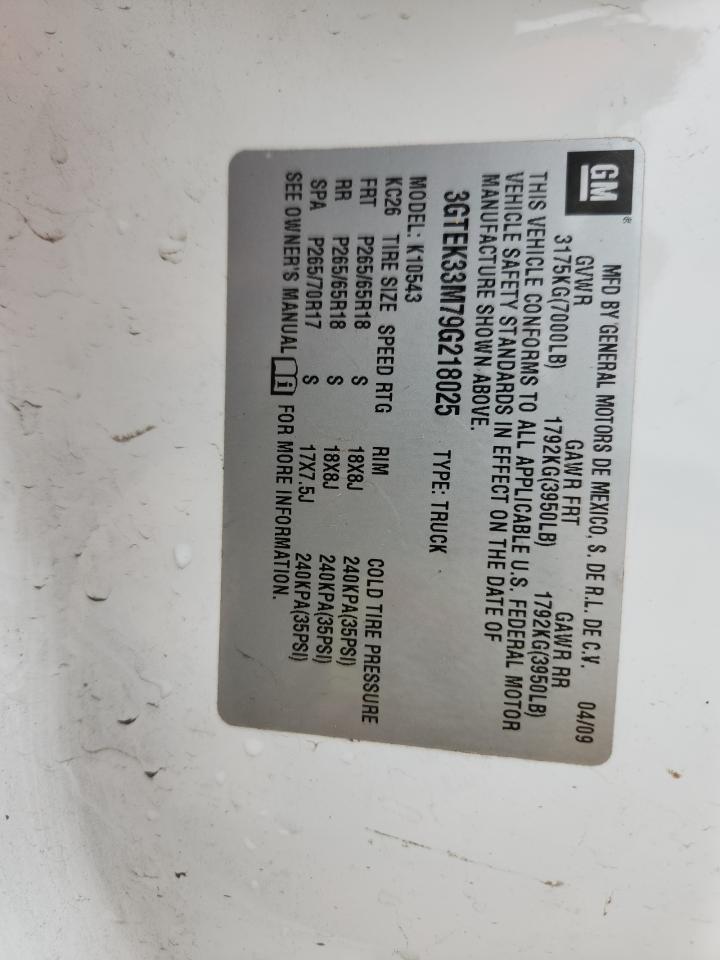 GM®
MFD BY GENERAL MOTORS DE MEXICO, S. DE R.L. DE C.V. 04/09
GVWR GAWR FRT GAWR RR
3175KG(7000LB) 1792KG(3950LB) 1792KG(3950LB)
THIS VEHICLE CONFORMS TO ALL APPLICABLE U.S. FEDERAL MOTOR
VEHICLE SAFETY STANDARDS IN EFFECT ON THE DATE OF
MANUFACTURE SHOWN ABOVE.
3GTEK33M79G218025 TYPE: TRUCK
MODEL: K10543
KC26 TIRE SIZE SPEED RTG RIM COLD TIRE PRESSURE
FRT P265/65R18 S 18X8J 240KPA(35PSI)
RR P265/65R18 S 18X8J 240KPA(35PSI)
SPA P265/70R17 S 17X7.5J 240KPA(35PSI)
SEE OWNER'S MANUAL FOR MORE INFORMATION.